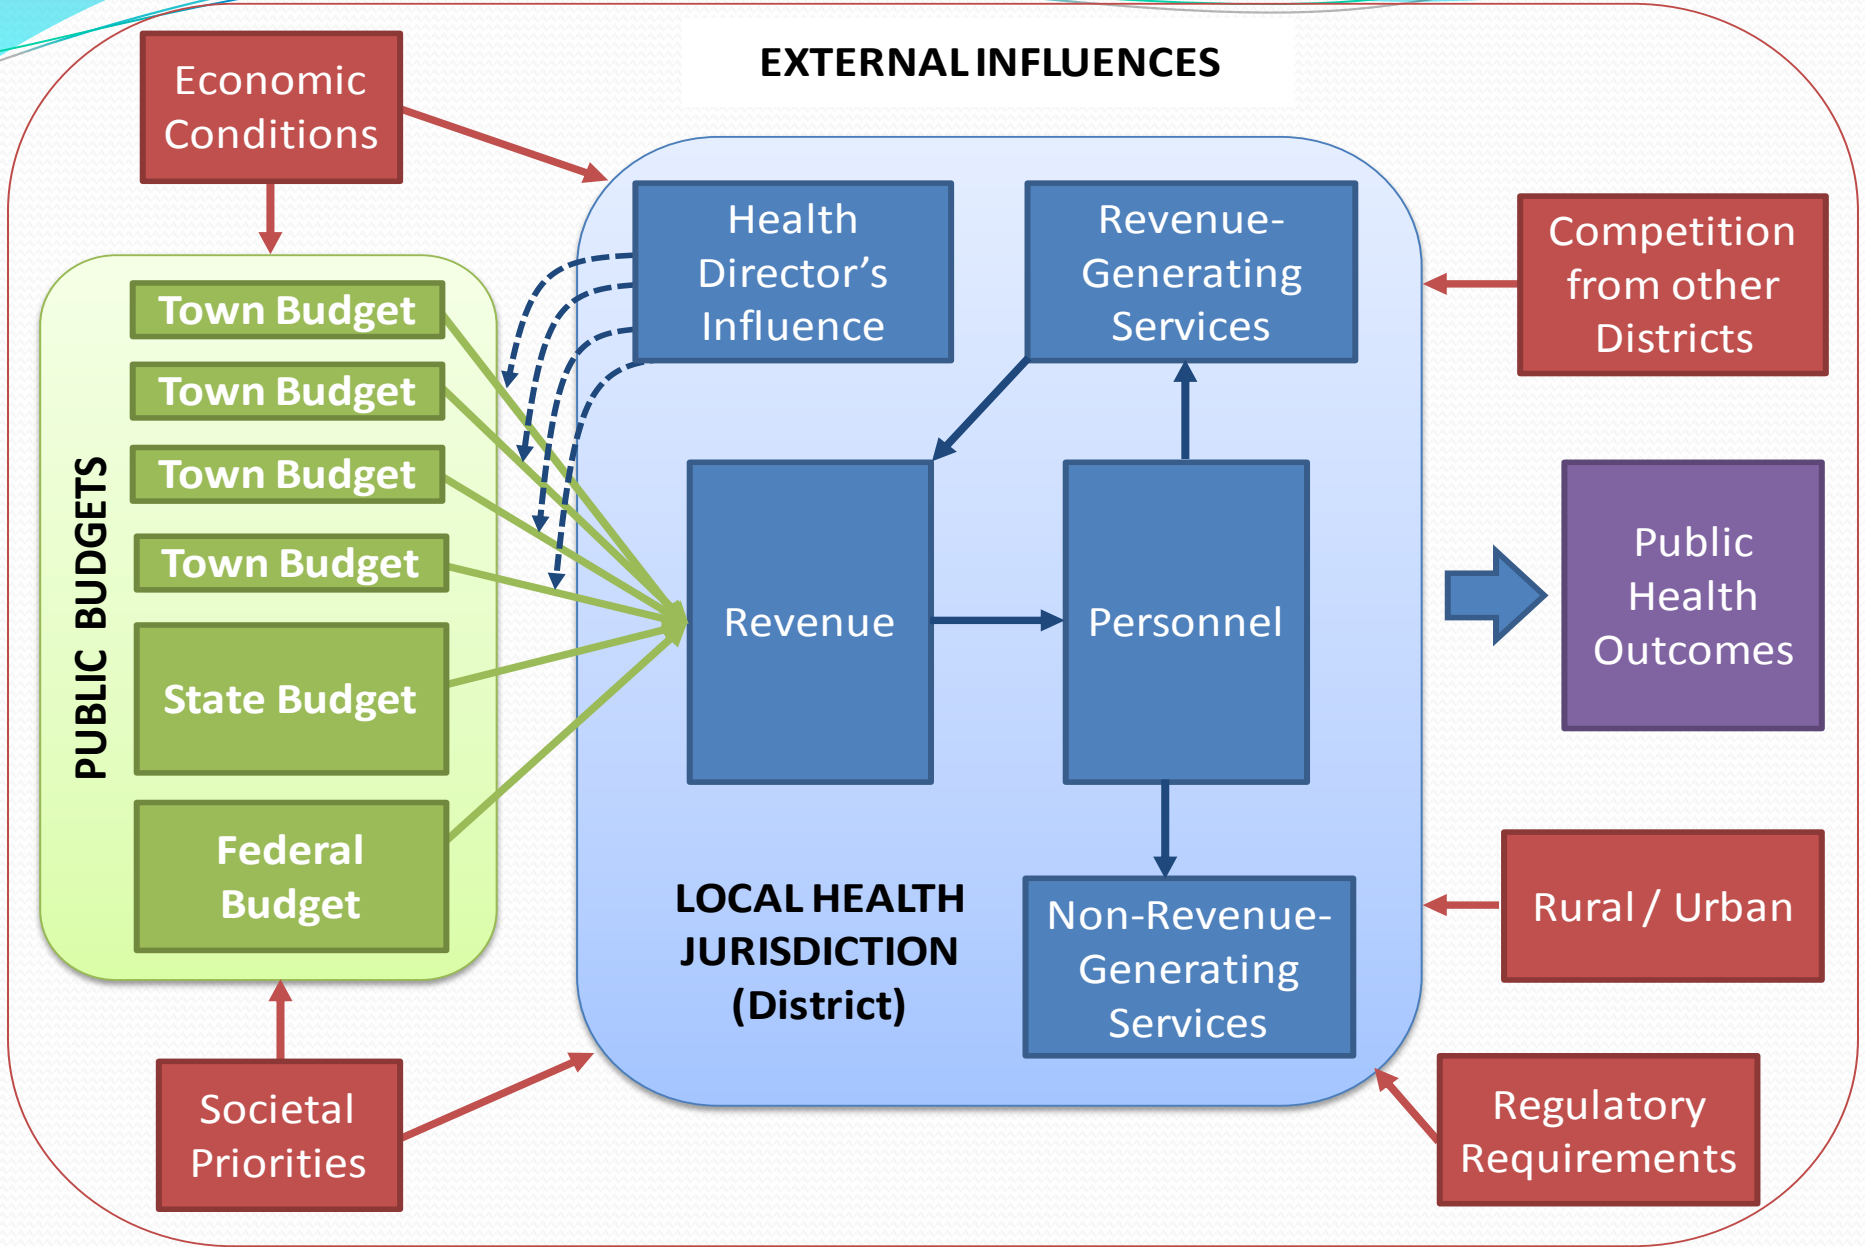 EXTERNAL INFLUENCES
Economic
Conditions
PUBLIC BUDGETS
Town Budget
Town Budget
Town Budget
Town Budget
State Budget
Federal
Budget
Societal
Priorities
Health
Director’s
Influence
Revenue-
Generating
Services
Revenue
Personnel
LOCAL HEALTH
JURISDICTION
(District)
Non-Revenue-
Generating
Services
Competition
from other
Districts
Public
Health
Outcomes
Rural / Urban
Regulatory
Requirements